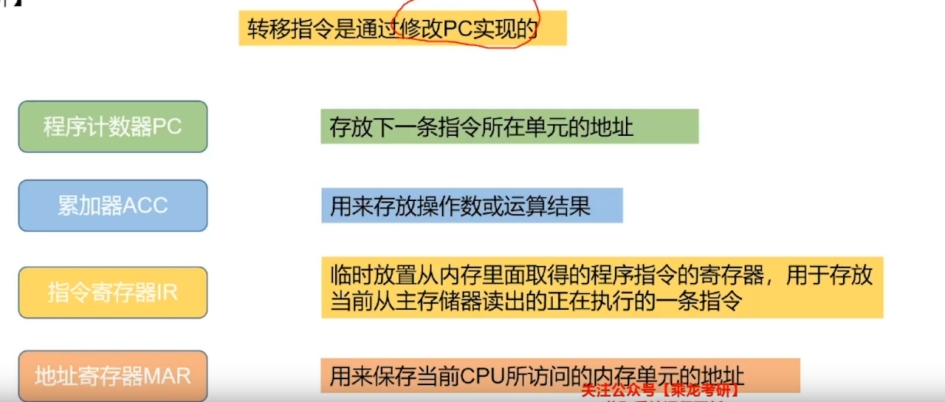 转移指令是通过修改PC实现的
程序计数器PC
存放下一条指令所在单元的地址
累加器ACC
用来存放操作数或运算结果
指令寄存器IR
临时放置从内存里面取得的程序指令的寄存器，用于存放
当前从主存储器读出的正在执行的一条指令
地址寄存器MAR
用来保存当前CPU所访问的内存单元的地址
关注公众号【乘龙考研】